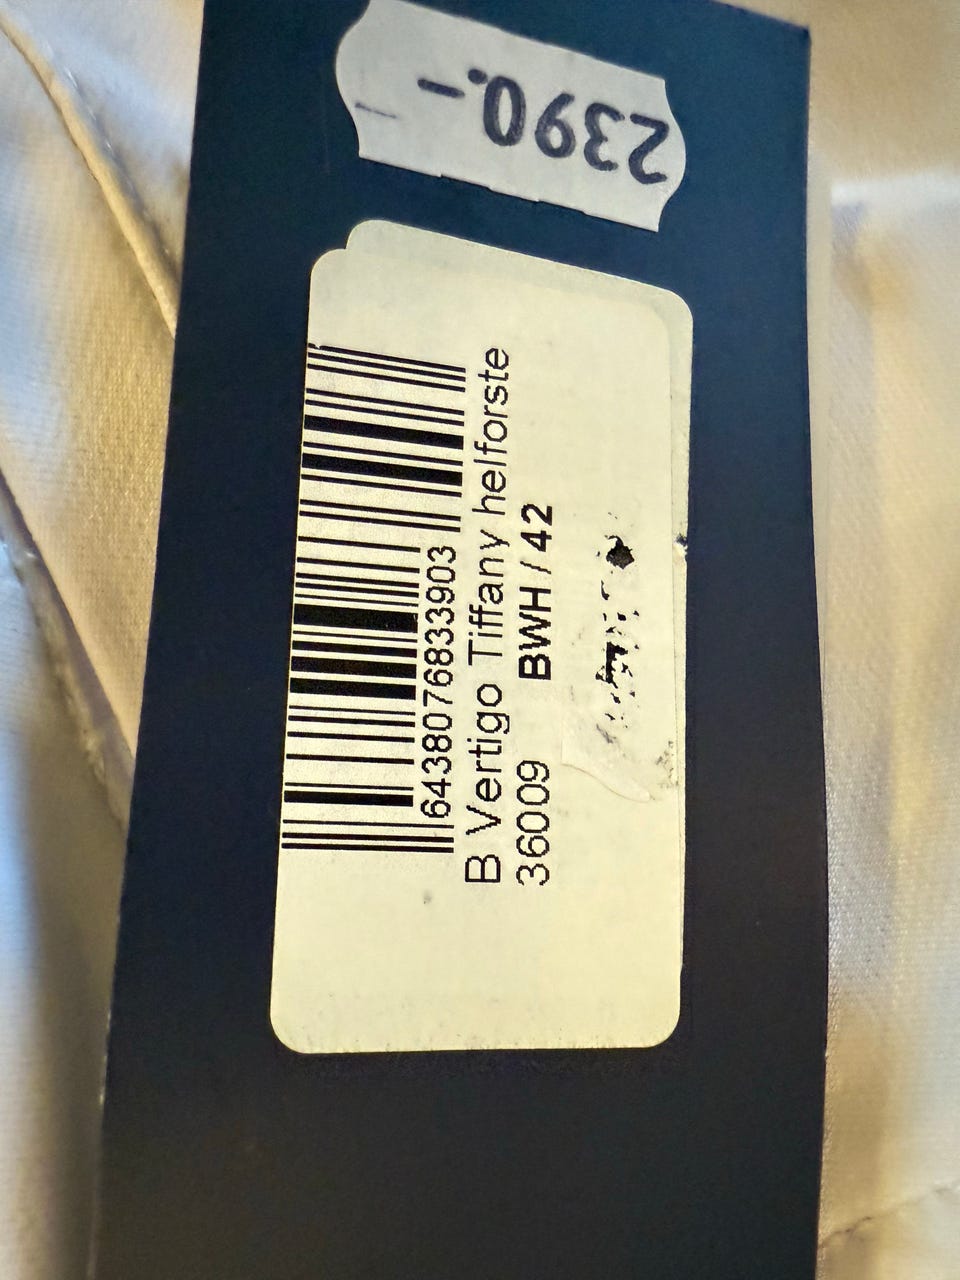 2390.-
6438076833903
B Vertigo Tiffany helforste
36009 BWH / 42